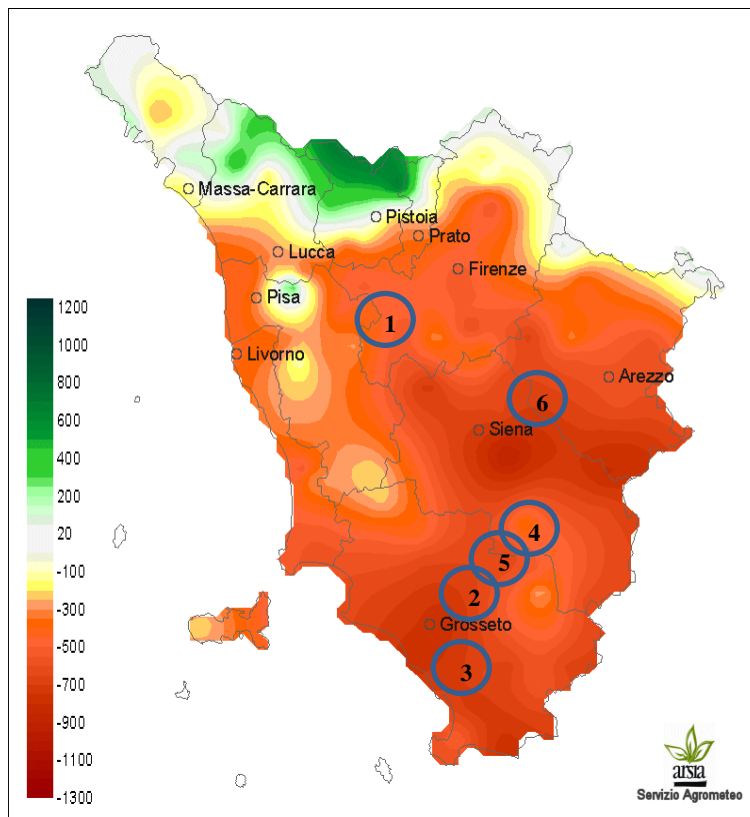 Massa-Carrara
Pistoia
Prato
Lucca
Firenze
Pisa
1
Livorno
Arezzo
6
Siena
4
5
2
Grosseto
3
1200
1000
800
600
400
200
20
-100
-300
-500
-700
-900
-1100
-1300
arsia
Servizio Agrometeo